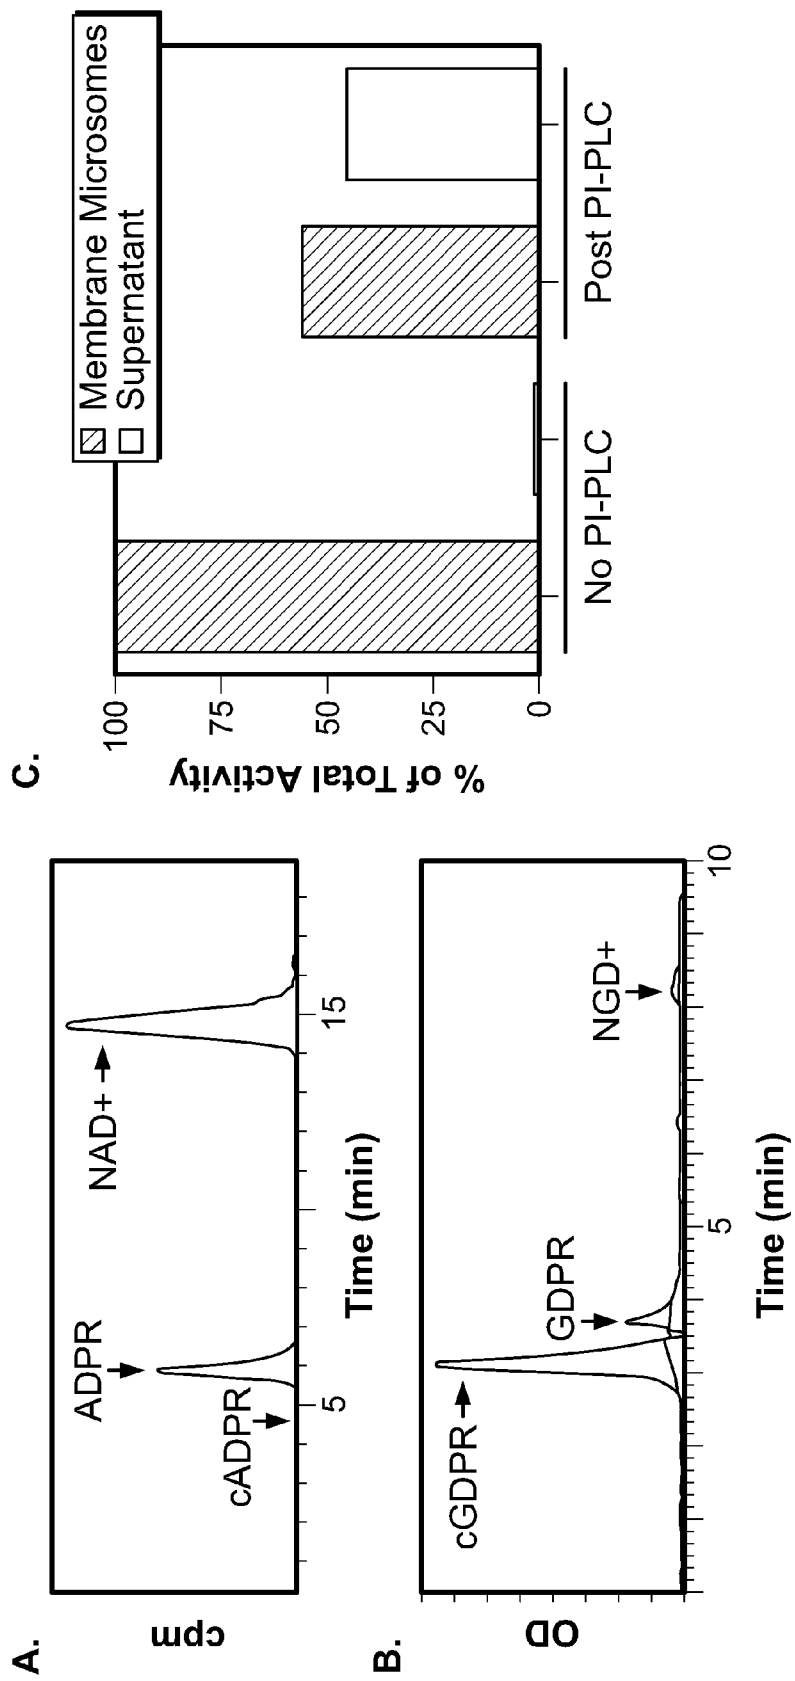 A.
cpm
ADPR
cADPR
NAD+
5
15
Time (min)
B.
OD
cGDPR
GDPR
NGD+
5
10
Time (min)
C.
% of Total Activity
100
75
50
25
0
Membrane Microsomes
Supernatant
No PI-PLC
Post PI-PLC